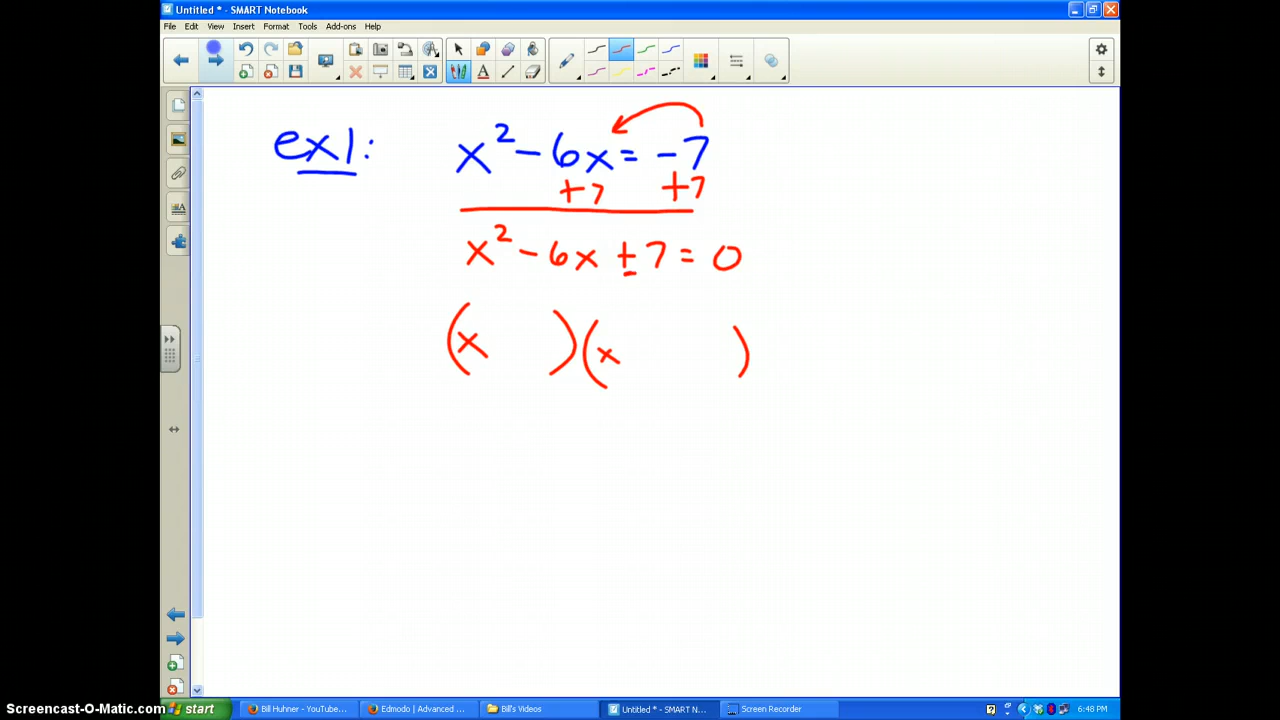 Untitled * - SMART Notebook
File Edit View Insert Format Tools Add-ons Help
ex1: x² - 6x = -7
+7 +7
x² - 6x + 7 = 0
(x )(x )
Screencast-O-Matic.com
start
Bill Huhner - YouTube...
Edmodo | Advanced ...
Bill's Videos
Untitled * - SMART N...
Screen Recorder
6:48 PM